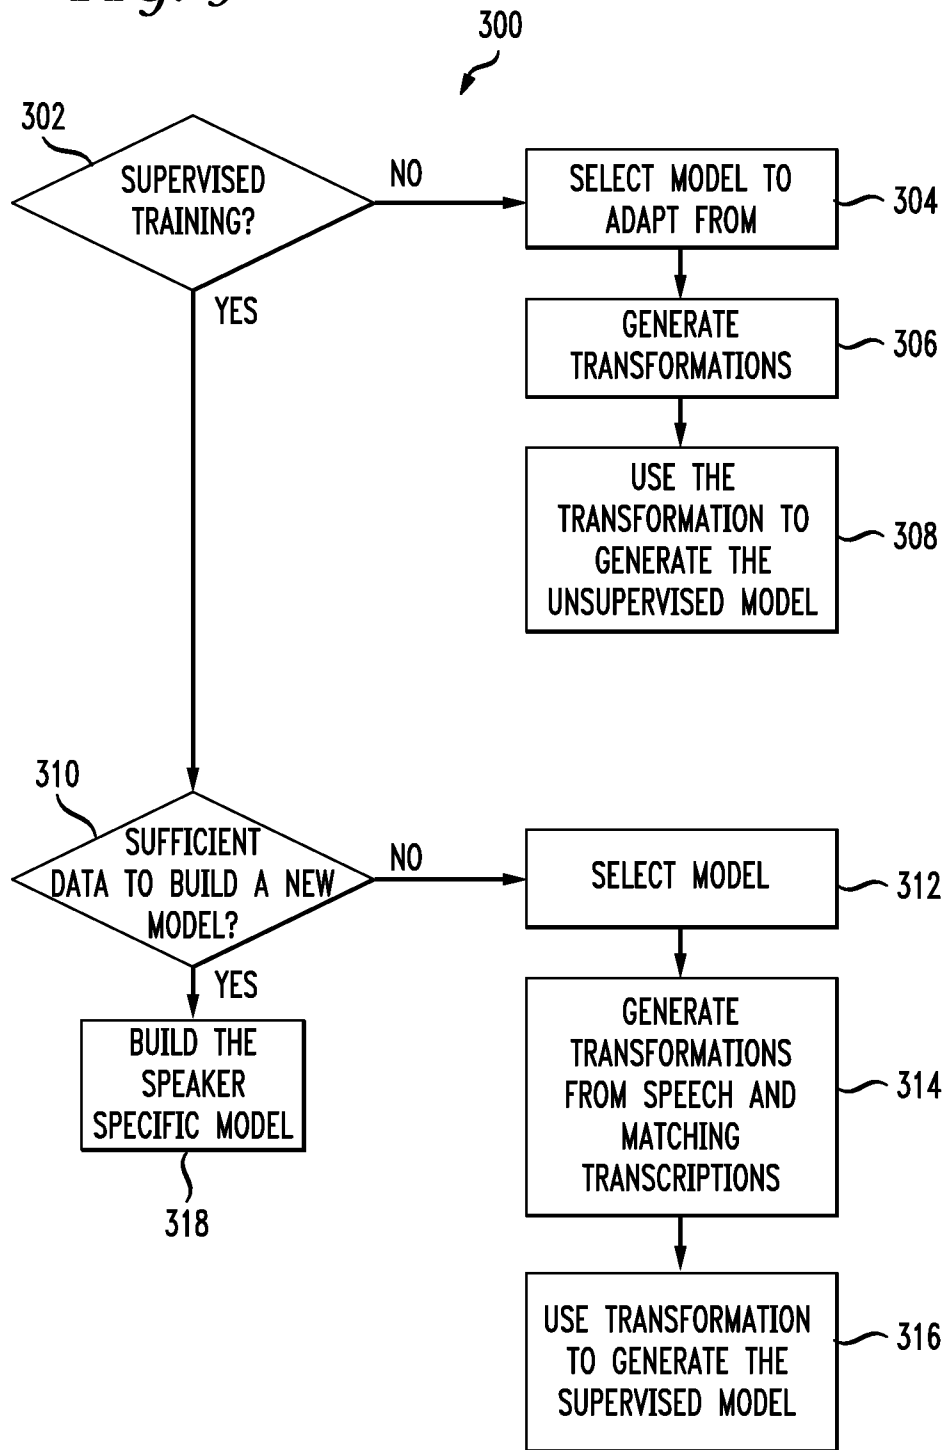 300
302
SUPERVISED
TRAINING?
NO
YES
SELECT MODEL TO
ADAPT FROM
304
GENERATE
TRANSFORMATIONS
306
USE THE
TRANSFORMATION TO
GENERATE THE
UNSUPERVISED MODEL
308
310
SUFFICIENT
DATA TO BUILD A NEW
MODEL?
NO
YES
SELECT MODEL
312
BUILD THE
SPEAKER
SPECIFIC MODEL
318
GENERATE
TRANSFORMATIONS
FROM SPEECH AND
MATCHING
TRANSCRIPTIONS
314
USE TRANSFORMATION
TO GENERATE THE
SUPERVISED MODEL
316